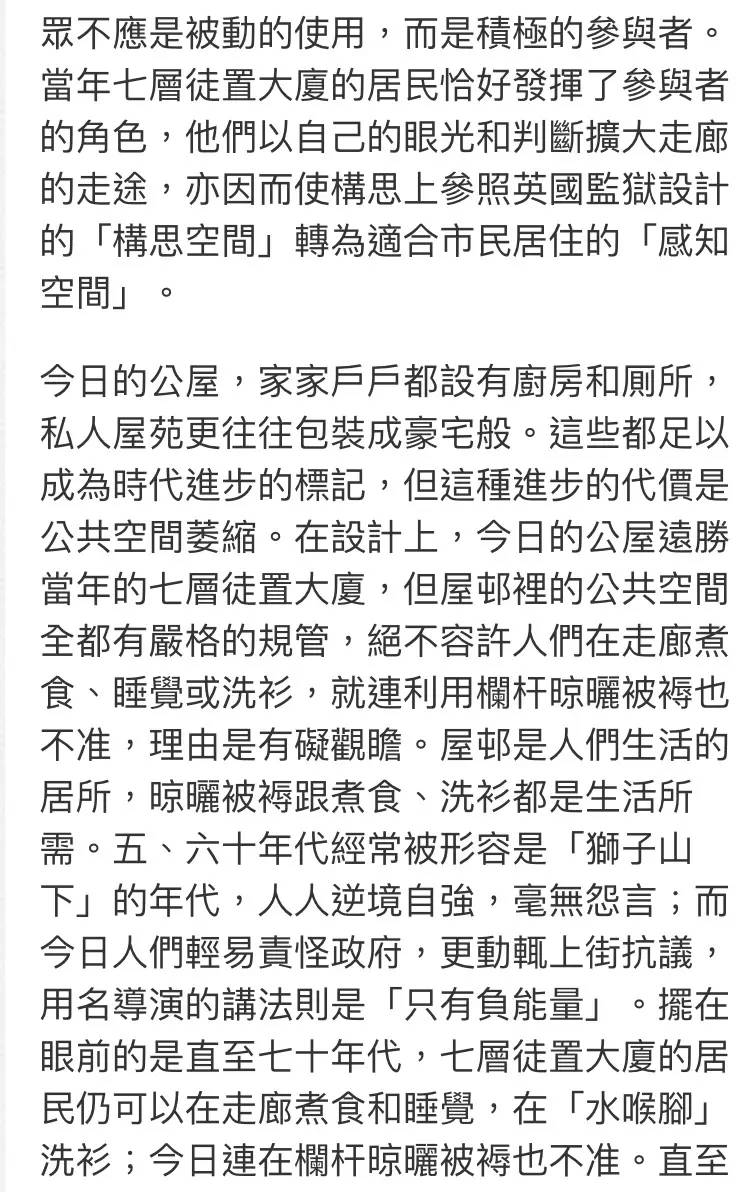 眾不應是被動的使用，而是積極的參與者。
當年七層徒置大廈的居民恰好發揮了參與者
的角色，他們以自己的眼光和判斷擴大走廊
的走途，亦因而使構思上參照英國監獄設計
的「構思空間」轉為適合市民居住的「感知
空間」。
今日的公屋，家家戶戶都設有廚房和厠所，
私人屋苑更往往包裝成豪宅般。這些都足以
成為時代進步的標記，但這種進步的代價是
公共空間萎縮。在設計上，今日的公屋遠勝
當年的七層徒置大廈，但屋邨裡的公共空間
全都有嚴格的規管，絕不容許人們在走廊煮
食、睡覺或洗衫，就連利用欄杆晾曬被褥也
不准，理由是有礙觀瞻。屋邨是人們生活的
居所，晾曬被褥跟煮食、洗衫都是生活所
需。五、六十年代經常被形容是「獅子山
下」的年代，人人逆境自強，毫無怨言；而
今日人們輕易責怪政府，更動輒上街抗議，
用名導演的講法則是「只有負能量」。擺在
眼前的是直至七十年代，七層徒置大廈的居
民仍可以在走廊煮食和睡覺，在「水喉腳」
洗衫；今日連在欄杆晾曬被褥也不准。直至